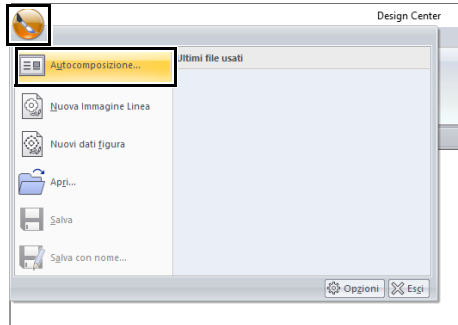 Design Center
Ultimi file usati
Autocomposizione...
Nuova Immagine Linea
Nuovi dati figura
Apri...
Salva
Salva con nome...
Opzioni
Esci